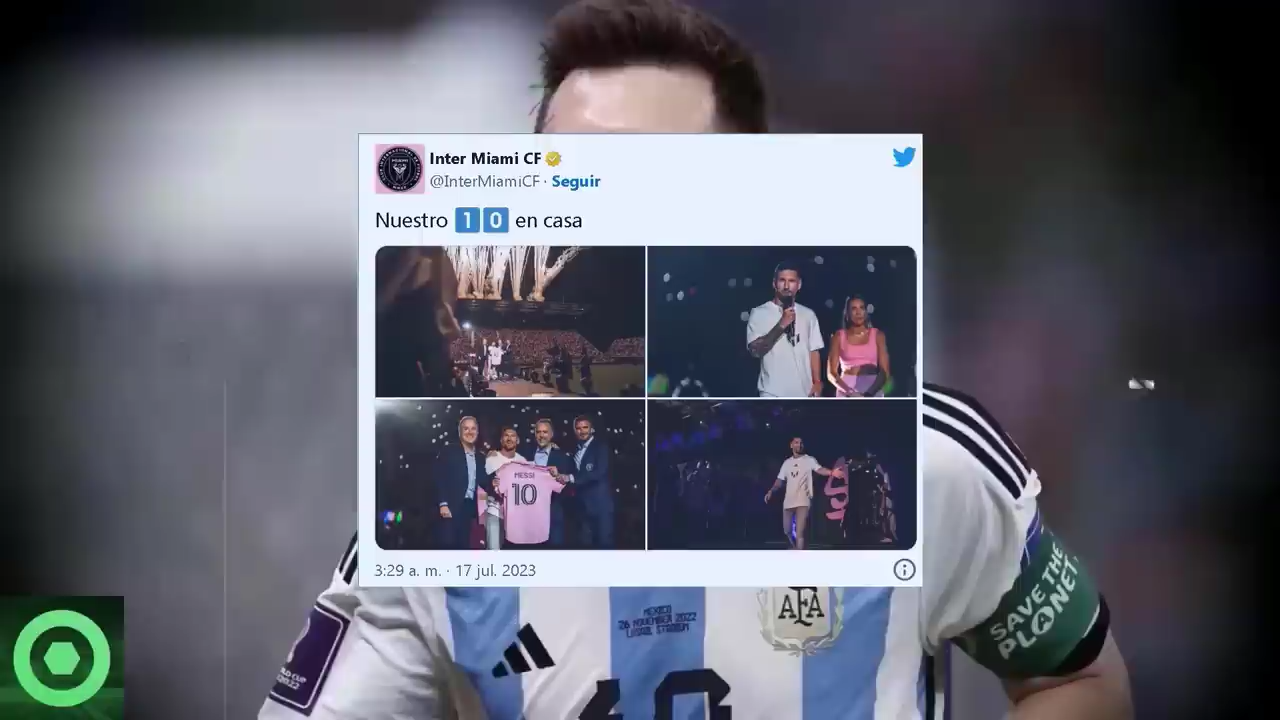 Inter Miami CF
@InterMiamiCF · Seguir
Nuestro 1️⃣0️⃣ en casa
MESSI
10
3:29 a. m. · 17 jul. 2023
SAVE THE
PLANET
AFA
MEXICO
26 NOVEMBER 2022
LUSAIL STADIUM
10